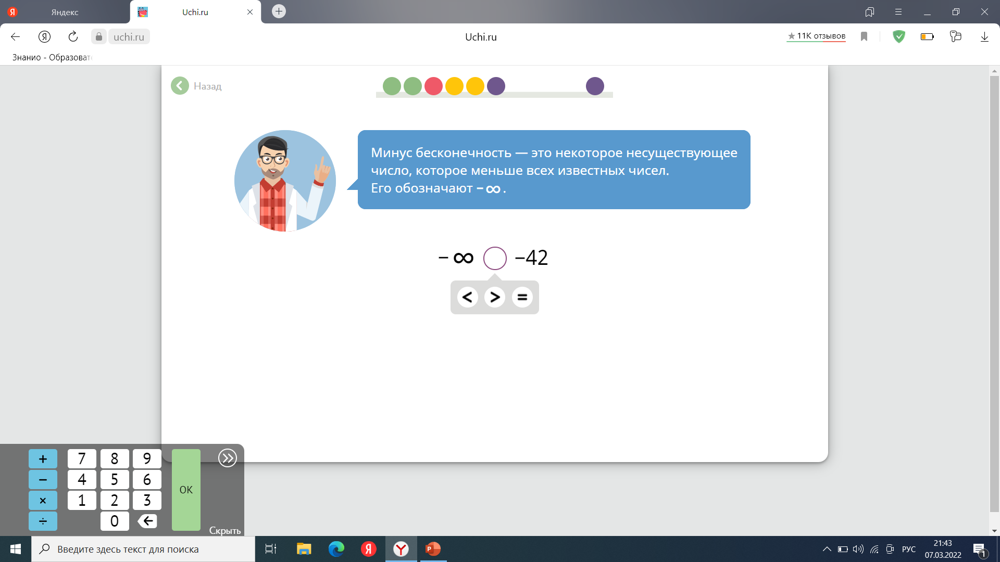 Яндекс
Uchi.ru
uchi.ru
Uchi.ru
★ 11K отзывов
Знанио - Образоват
Назад
Минус бесконечность — это некоторое несуществующее
число, которое меньше всех известных чисел.
Его обозначают −∞.
−∞ −42
< > =
+ 7 8 9
− 4 5 6
× 1 2 3
÷ 0
OK
Скрыть
Введите здесь текст для поиска
РУС
21:43
07.03.2022
1